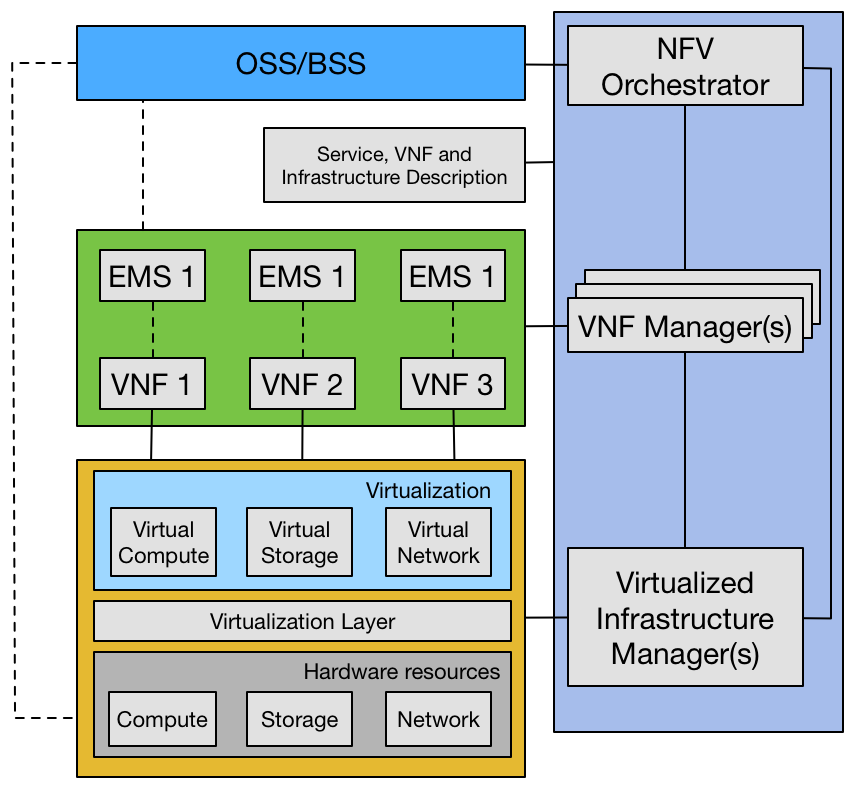 OSS/BSS
NFV
Orchestrator
Service, VNF and
Infrastructure Description
EMS 1
EMS 1
EMS 1
VNF Manager(s)
VNF 1
VNF 2
VNF 3
Virtualization
Virtual
Compute
Virtual
Storage
Virtual
Network
Virtualization Layer
Virtualized
Infrastructure
Manager(s)
Hardware resources
Compute
Storage
Network